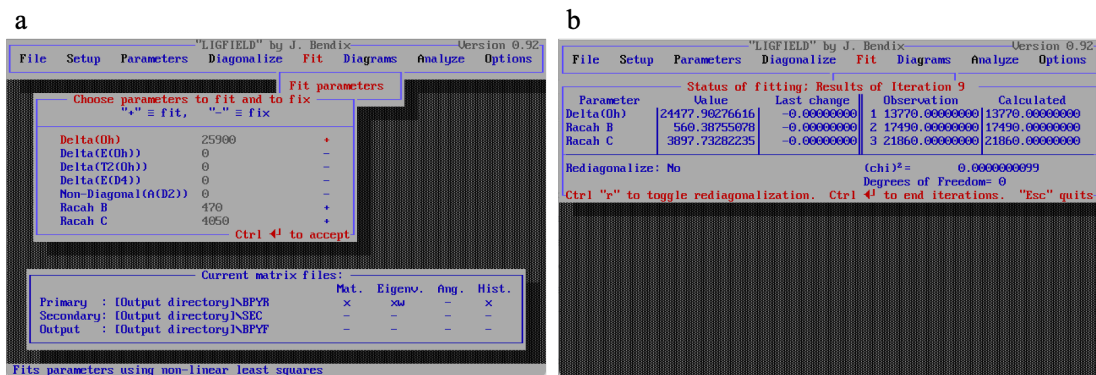 a
"LIGFIELD" by J. Bendix Version 0.92
File Setup Parameters Diagonalize Fit Diagrams Analyze Options
Fit parameters
Choose parameters to fit and to fix
"+" ≡ fit, "-" ≡ fix
Delta(Oh) 25900 +
Delta(E(Oh)) 0 -
Delta(T2(Oh)) 0 -
Delta(E(D4)) 0 -
Non-Diagonal(A(D2)) 0 -
Racah B 470 +
Racah C 4050 +
Ctrl ↵ to accept
Current matrix files:
Mat. Eigenv. Ang. Hist.
Primary : [Output directory]\BPYR x xw - x
Secondary: [Output directory]\SEC - - - -
Output : [Output directory]\BPYF - - - -
Fits parameters using non-linear least squares
b
"LIGFIELD" by J. Bendix Version 0.92
File Setup Parameters Diagonalize Fit Diagrams Analyze Options
Status of fitting; Results of Iteration 9
Parameter Value Last change Observation Calculated
Delta(Oh) 24477.90276616 -0.00000000 1 13770.00000000 13770.00000000
Racah B 560.38755078 -0.00000000 2 17490.00000000 17490.00000000
Racah C 3897.73282235 -0.00000000 3 21860.00000000 21860.00000000
Rediagonalize: No (chi)²= 0.0000000099
Degrees of Freedom= 0
Ctrl "r" to toggle rediagonalization. Ctrl ↵ to end iterations. "Esc" quits